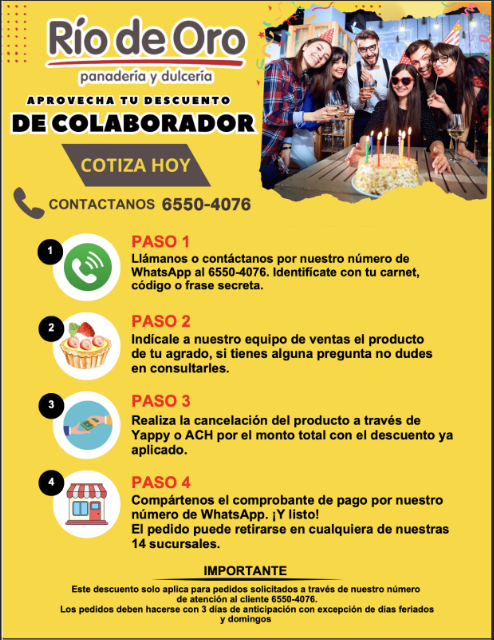 Río de Oro
panadería y dulcería
APROVECHA TU DESCUENTO
DE COLABORADOR
COTIZA HOY
CONTACTANOS 6550-4076
1
PASO 1
Llámanos o contáctanos por nuestro número de
WhatsApp al 6550-4076. Identifícate con tu carnet,
código o frase secreta.
2
PASO 2
Indícale a nuestro equipo de ventas el producto
de tu agrado, si tienes alguna pregunta no dudes
en consultarles.
3
PASO 3
Realiza la cancelación del producto a través de
Yappy o ACH por el monto total con el descuento ya
aplicado.
4
PASO 4
Compártenos el comprobante de pago por nuestro
número de WhatsApp. ¡Y listo!
El pedido puede retirarse en cualquiera de nuestras
14 sucursales.
IMPORTANTE
Este descuento solo aplica para pedidos solicitados a través de nuestro número
de atención al cliente 6550-4076.
Los pedidos deben hacerse con 3 días de anticipación con excepción de dias feriados
y domingos